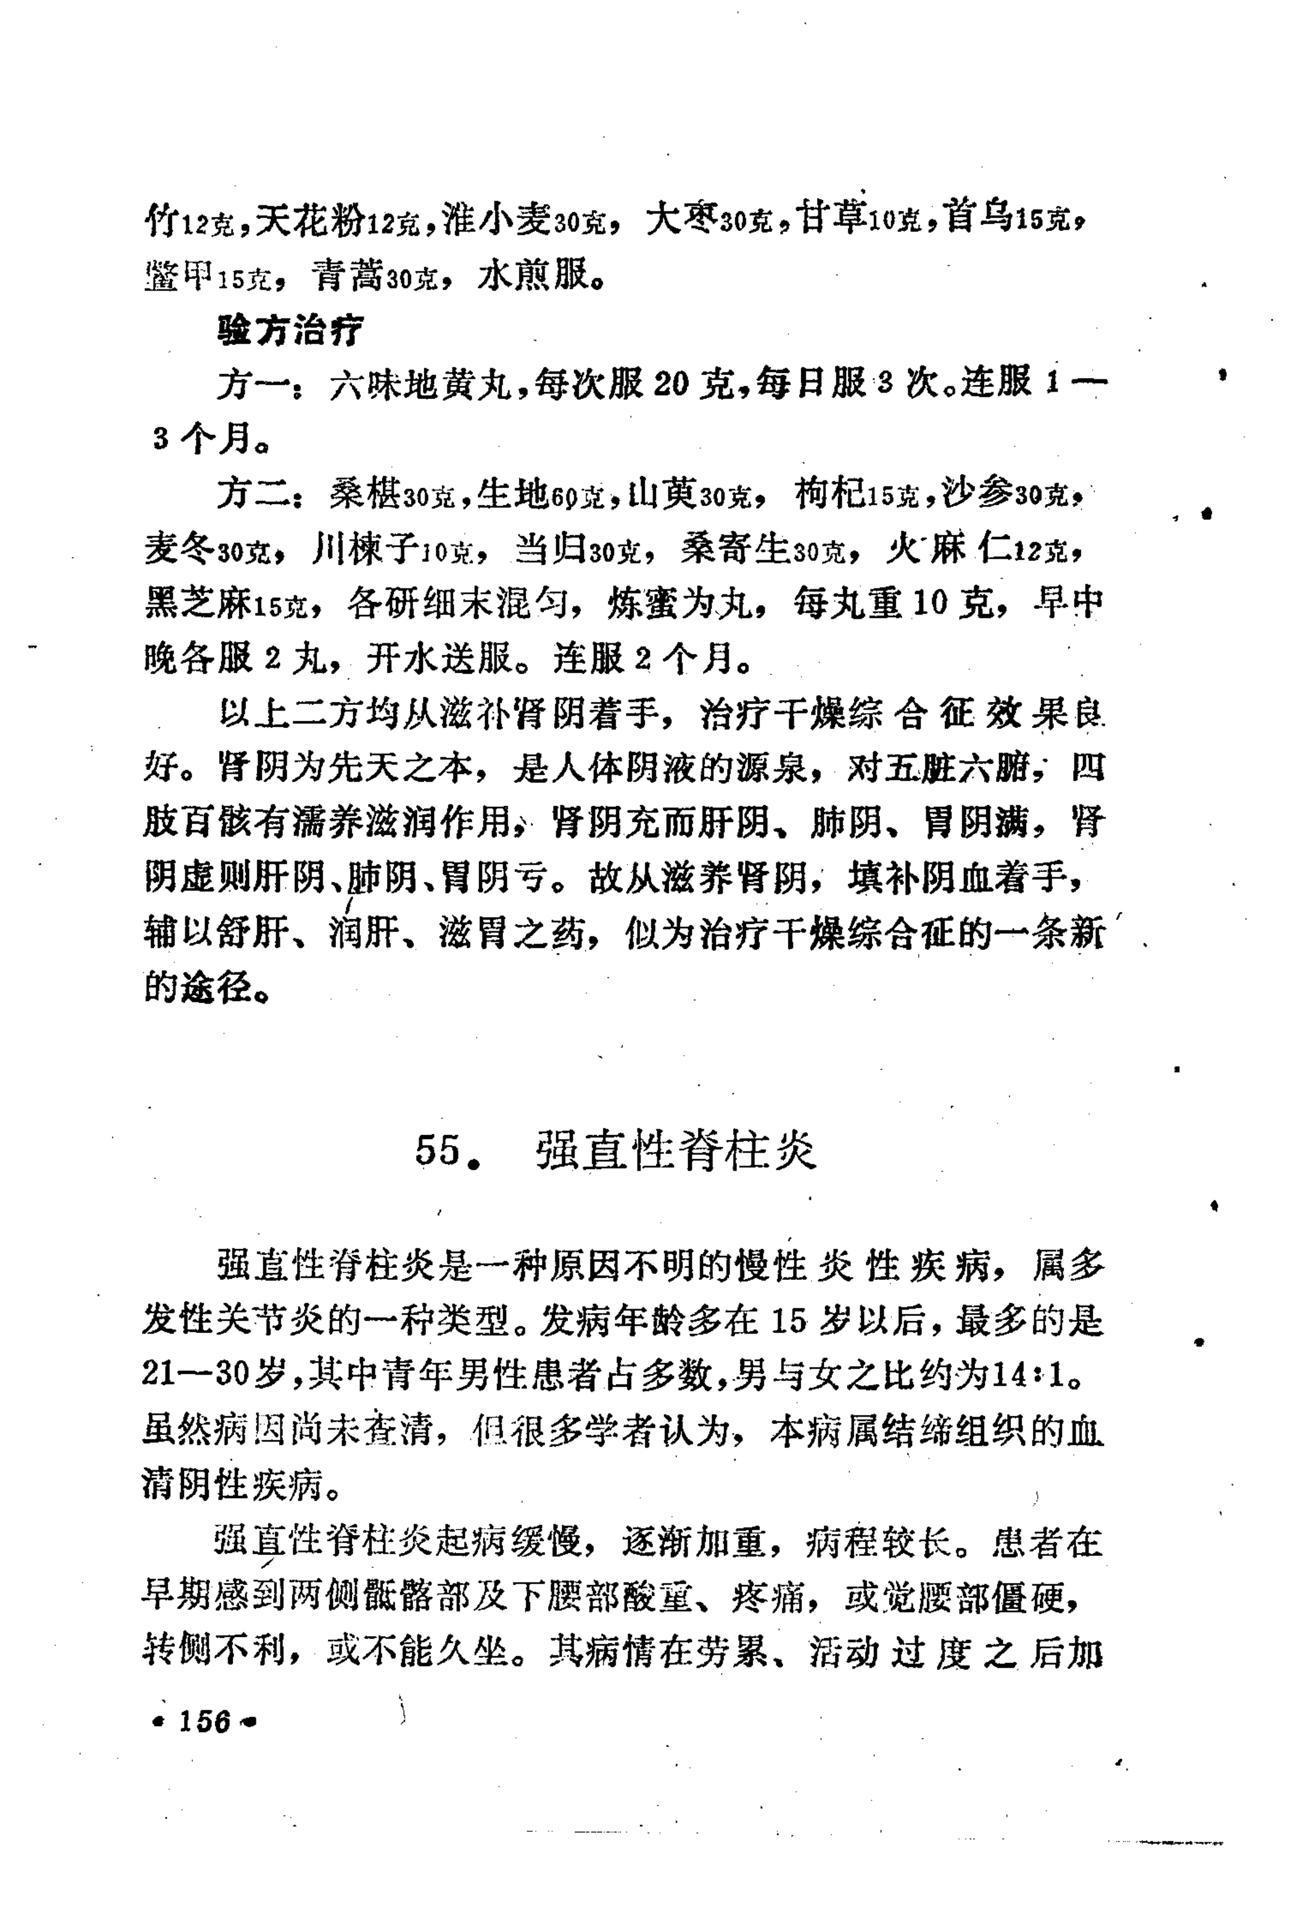 竹12克，天花粉12克，淮小麦30克，大枣30克，甘草10克，首乌15克，
鳖甲15克，青蒿30克，水煎服。
验方治疗
方一：六味地黄丸，每次服20克，每日服3次。连服1—
3个月。
方二：桑椹30克，生地60克，山萸30克，枸杞15克，沙参30克，
麦冬30克，川楝子10克，当归30克，桑寄生30克，火麻仁12克，
黑芝麻15克，各研细末混匀，炼蜜为丸，每丸重10克，早中
晚各服2丸，开水送服。连服2个月。
以上二方均从滋补肾阴着手，治疗干燥综合征效果良
好。肾阴为先天之本，是人体阴液的源泉，对五脏六腑，四
肢百骸有濡养滋润作用，肾阴充而肝阴、肺阴、胃阴满，肾
阴虚则肝阴、肺阴、胃阴亏。故从滋养肾阴，填补阴血着手，
辅以舒肝、润肝、滋胃之药，似为治疗干燥综合征的一条新
的途径。
55．强直性脊柱炎
强直性脊柱炎是一种原因不明的慢性炎性疾病，属多
发性关节炎的一种类型。发病年龄多在15岁以后，最多的是
21—30岁，其中青年男性患者占多数，男与女之比约为14:1。
虽然病因尚未查清，但很多学者认为，本病属结缔组织的血
清阴性疾病。
强直性脊柱炎起病缓慢，逐渐加重，病程较长。患者在
早期感到两侧骶髂部及下腰部酸重、疼痛，或觉腰部僵硬，
转侧不利，或不能久坐。其病情在劳累、活动过度之后加
·156·